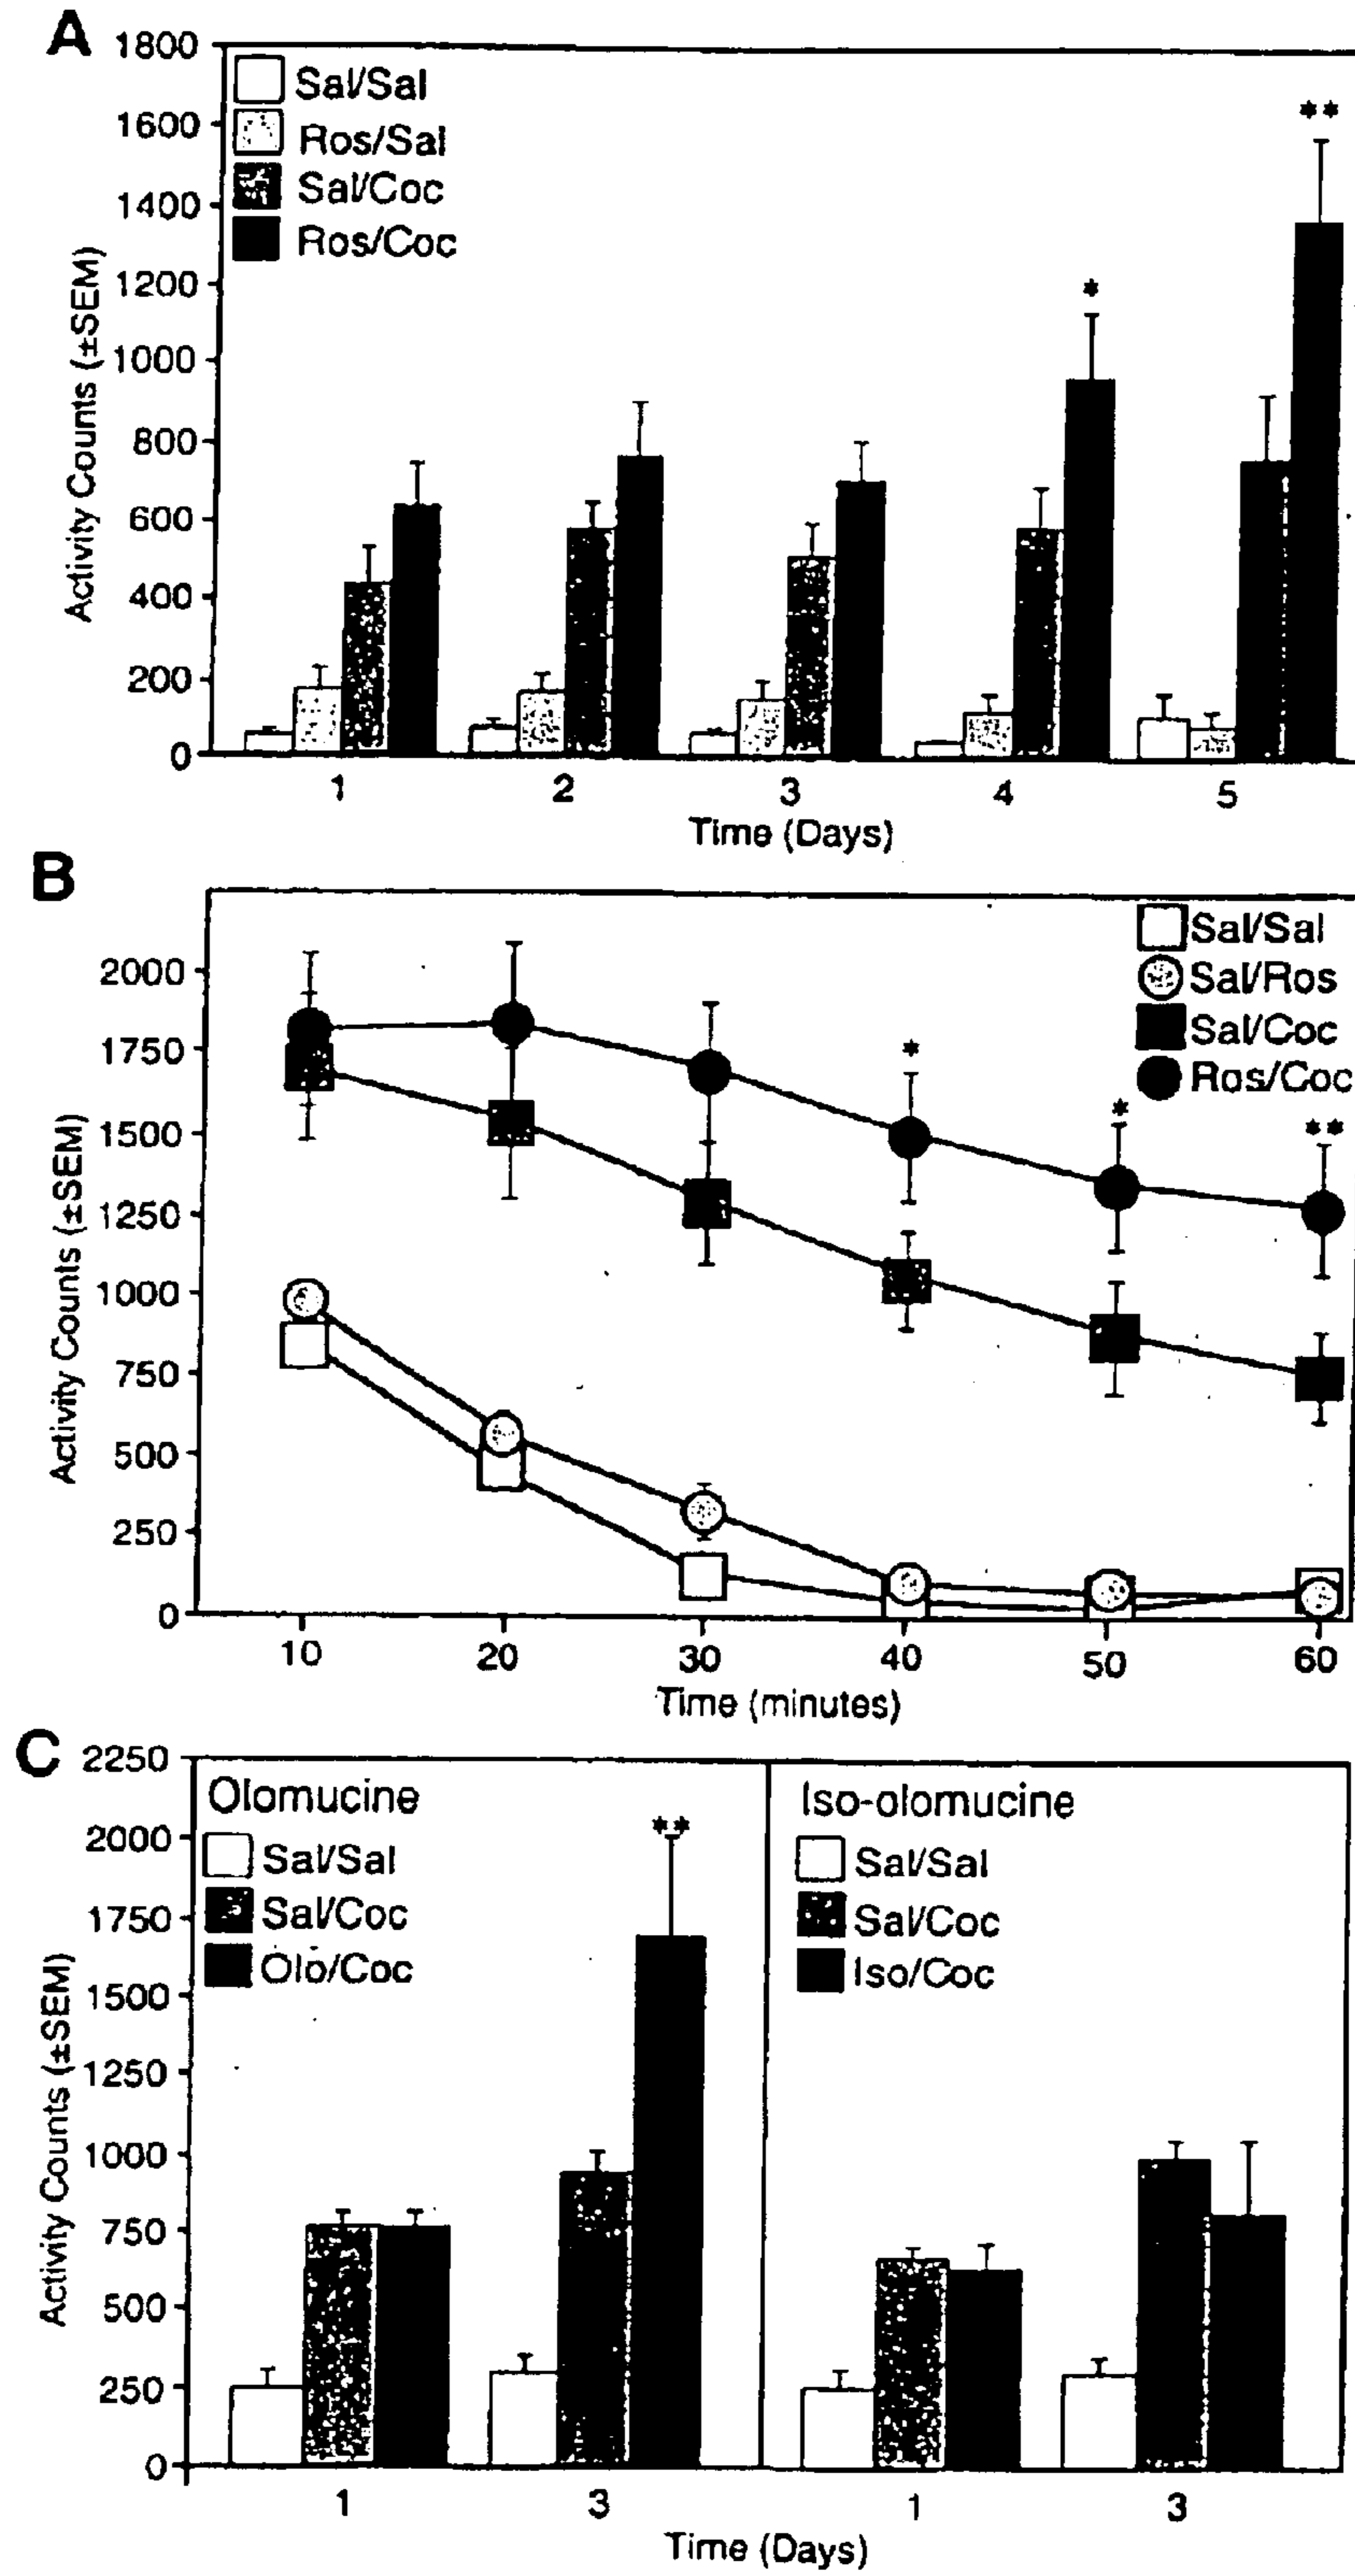 A
1800
1600
1400
1200
1000
800
600
400
200
0
Activity Counts (±SEM)
Sal/Sal
Ros/Sal
Sal/Coc
Ros/Coc
*
**
1 2 3 4 5
Time (Days)
B
2000
1750
1500
1250
1000
750
500
250
0
Activity Counts (±SEM)
Sal/Sal
Sal/Ros
Sal/Coc
Ros/Coc
*
*
**
10 20 30 40 50 60
Time (minutes)
C
2250
2000
1750
1500
1250
1000
750
500
250
0
Activity Counts (±SEM)
Olomucine
Sal/Sal
Sal/Coc
Olo/Coc
**
Iso-olomucine
Sal/Sal
Sal/Coc
Iso/Coc
1 3 1 3
Time (Days)